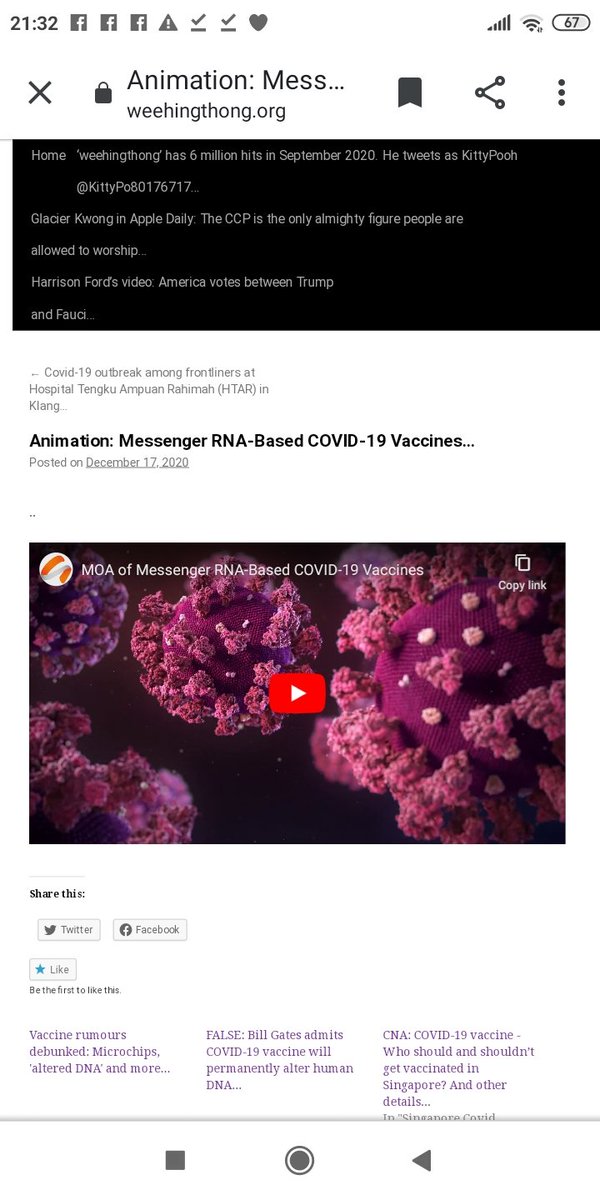 21:32
67
Animation: Mess...
weehingthong.org
Home 'weehingthong' has 6 million hits in September 2020. He tweets as KittyPooh
@KittyPo80176717...
Glacier Kwong in Apple Daily: The CCP is the only almighty figure people are
allowed to worship...
Harrison Ford's video: America votes between Trump
and Fauci...
← Covid-19 outbreak among frontliners at
Hospital Tengku Ampuan Rahimah (HTAR) in
Klang...
Animation: Messenger RNA-Based COVID-19 Vaccines...
Posted on December 17, 2020
..
MOA of Messenger RNA-Based COVID-19 Vaccines
Copy link
Share this:
Twitter Facebook
Like
Be the first to like this.
Vaccine rumours
debunked: Microchips,
'altered DNA' and more...
FALSE: Bill Gates admits
COVID-19 vaccine will
permanently alter human
DNA...
CNA: COVID-19 vaccine -
Who should and shouldn't
get vaccinated in
Singapore? And other
details...
In "Singapore Covid